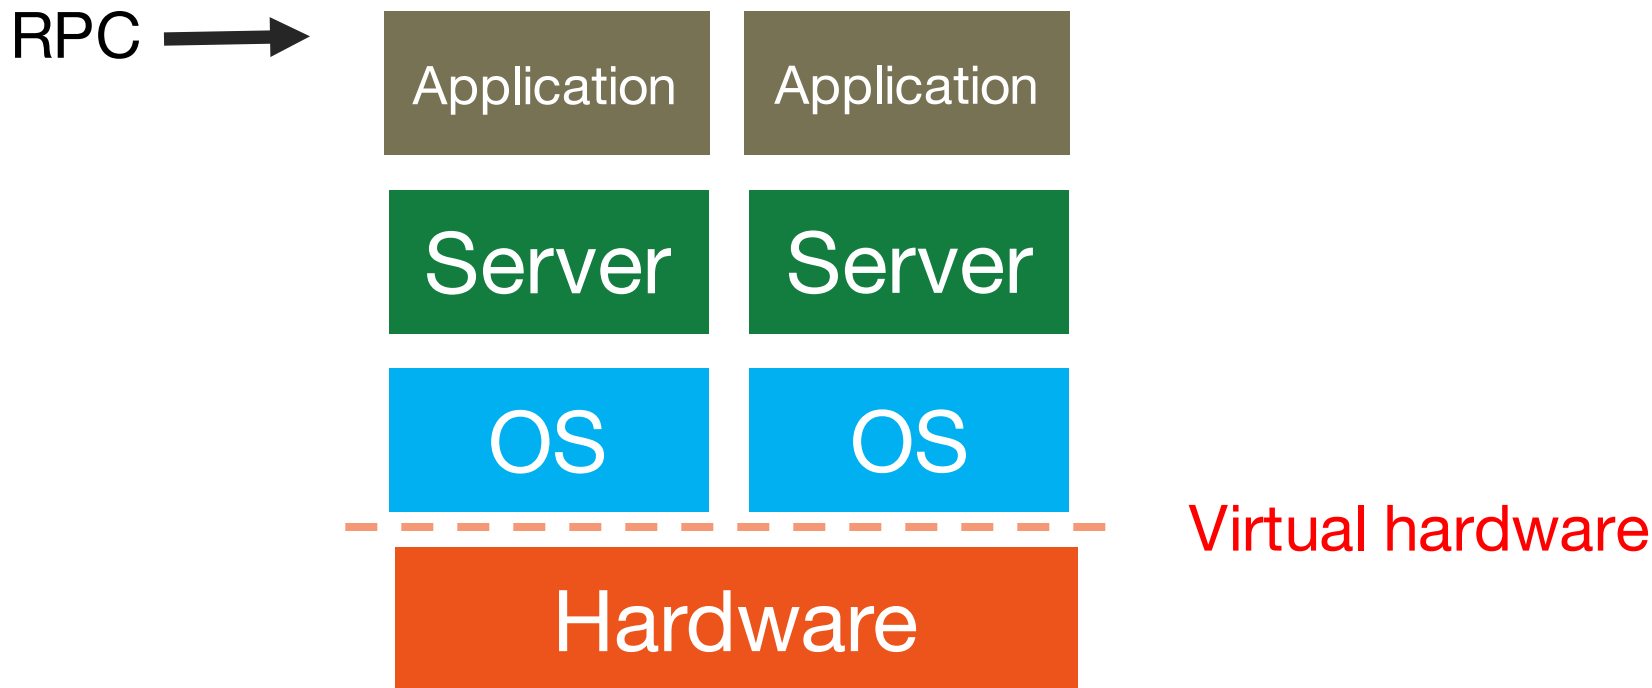 RPC
Application
Application
Server
Server
OS
OS
Virtual hardware
Hardware